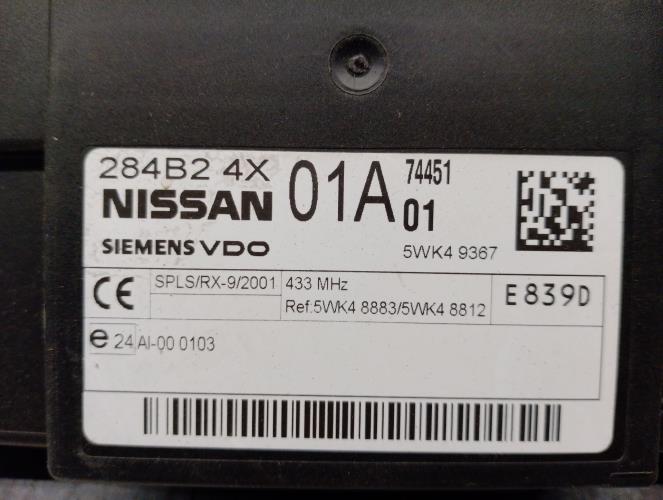 284B2 4X 01A 74451
NISSAN 01
SIEMENS VDO 5WK4 9367
CE SPLS/RX-9/2001 433 MHz E839D
Ref.5WK4 8883/5WK4 8812
e 24 AI-00 0103